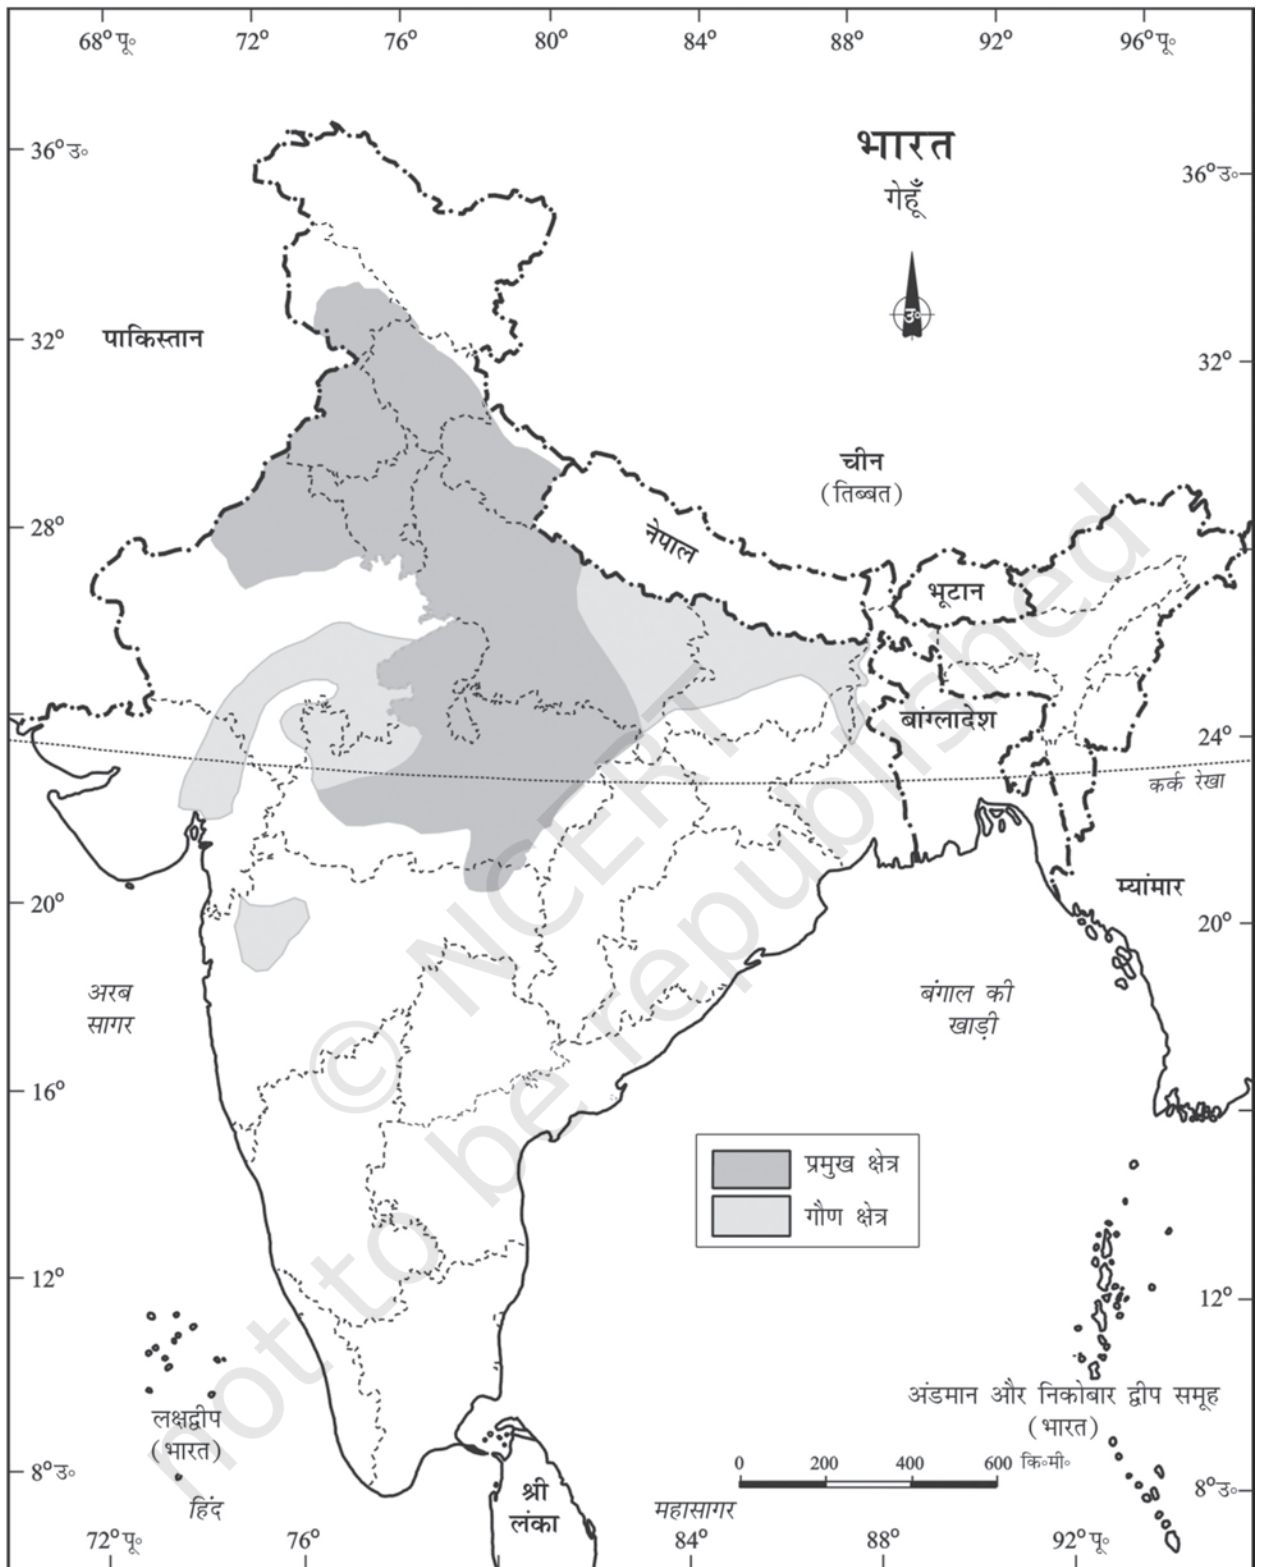 68°पू॰ 72° 76° 80° 84° 88° 92° 96°पू॰
भारत
गेहूँ
36°उ॰
36°उ॰
उ॰
पाकिस्तान
32°
32°
चीन
(तिब्बत)
28°
नेपाल
भूटान
बांग्लादेश
24°
कर्क रेखा
म्यांमार
20°
20°
अरब
सागर
बंगाल की
खाड़ी
16°
प्रमुख क्षेत्र
गौण क्षेत्र
12°
12°
लक्षद्वीप
(भारत)
अंडमान और निकोबार द्वीप समूह
(भारत)
0 200 400 600 कि॰मी॰
8°उ॰
8°उ॰
श्री
लंका
हिंद
महासागर
72°पू॰ 76° 84° 88° 92°पू॰
© NCERT
not to be republished